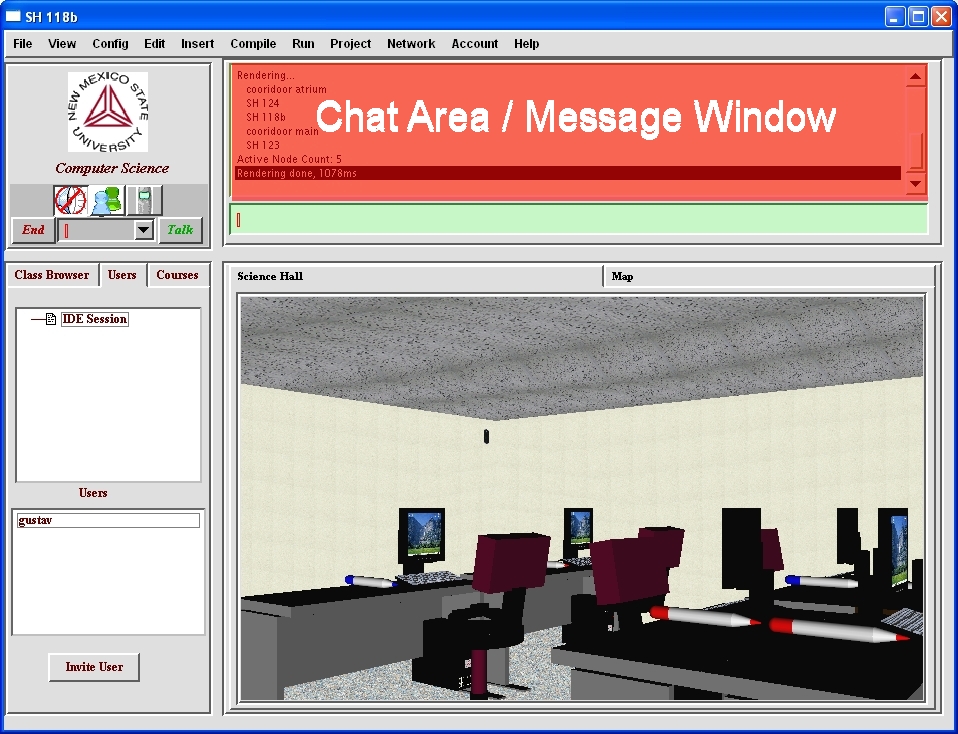 SH 118b
File View Config Edit Insert Compile Run Project Network Account Help
NEW MEXICO STATE UNIVERSITY
Computer Science
End Talk
Rendering...
cooridoor atrium
SH 124
SH 118b
cooridoor main
SH 123
Active Node Count: 5
Rendering done, 1078ms
Chat Area / Message Window
Class Browser Users Courses
IDE Session
Users
gustav
Invite User
Science Hall Map